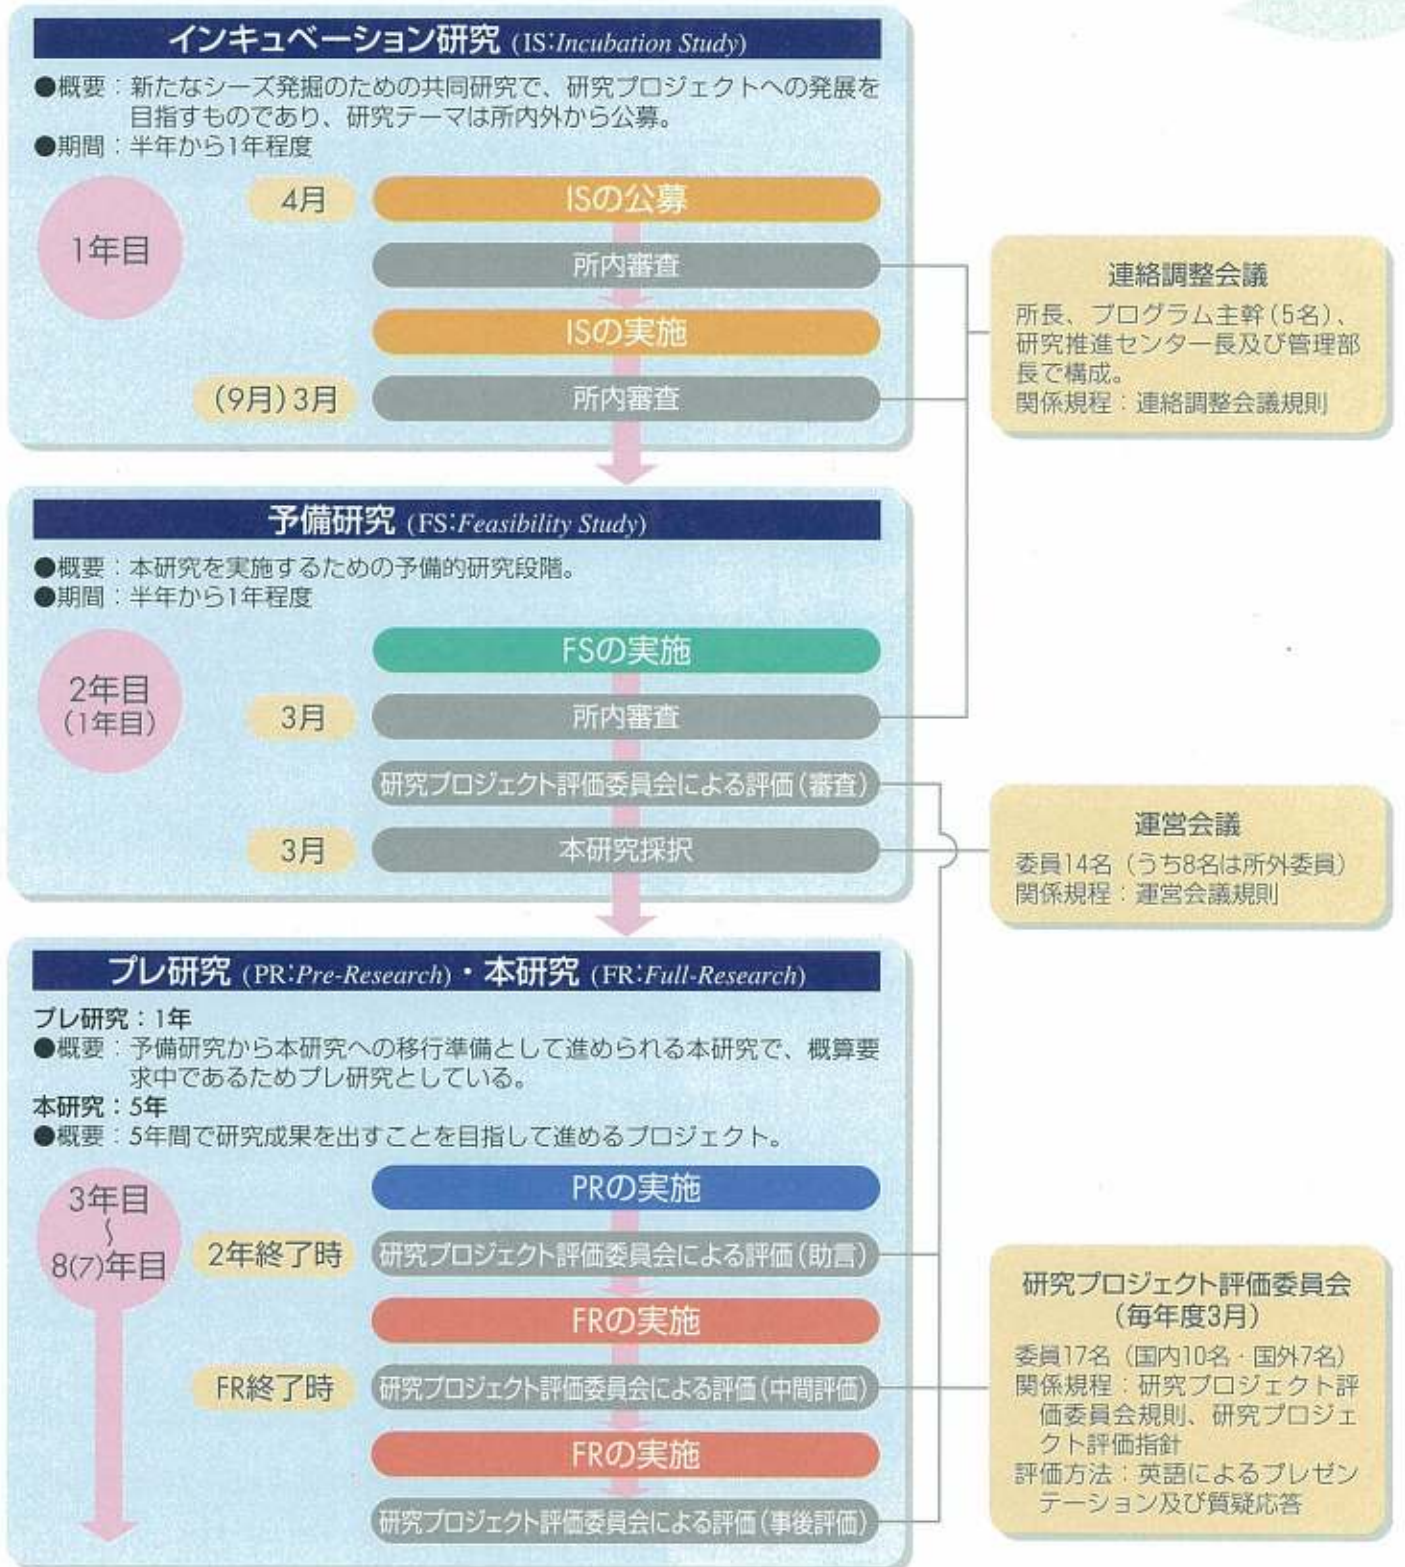 インキュベーション研究 (IS:Incubation Study)
●概要：新たなシーズ発掘のための共同研究で、研究プロジェクトへの発展を
目指すものであり、研究テーマは所内外から公募。
●期間：半年から1年程度
1年目
4月
ISの公募
所内審査
ISの実施
(9月)3月
所内審査
連絡調整会議
所長、プログラム主幹(5名)、
研究推進センター長及び管理部
長で構成。
関係規程：連絡調整会議規則
予備研究 (FS:Feasibility Study)
●概要：本研究を実施するための予備的研究段階。
●期間：半年から1年程度
2年目
(1年目)
FSの実施
3月
所内審査
研究プロジェクト評価委員会による評価(審査)
3月
本研究採択
運営会議
委員14名（うち8名は所外委員）
関係規程：運営会議規則
プレ研究 (PR:Pre-Research)・本研究 (FR:Full-Research)
プレ研究：1年
●概要：予備研究から本研究への移行準備として進められる本研究で、概算要
求中であるためプレ研究としている。
本研究：5年
●概要：5年間で研究成果を出すことを目指して進めるプロジェクト。
3年目
〜
8(7)年目
PRの実施
2年終了時
研究プロジェクト評価委員会による評価(助言)
FRの実施
FR終了時
研究プロジェクト評価委員会による評価(中間評価)
FRの実施
研究プロジェクト評価委員会による評価(事後評価)
研究プロジェクト評価委員会
(毎年度3月)
委員17名（国内10名・国外7名）
関係規程：研究プロジェクト評
価委員会規則、研究プロジェ
クト評価指針
評価方法：英語によるプレゼン
テーション及び質疑応答